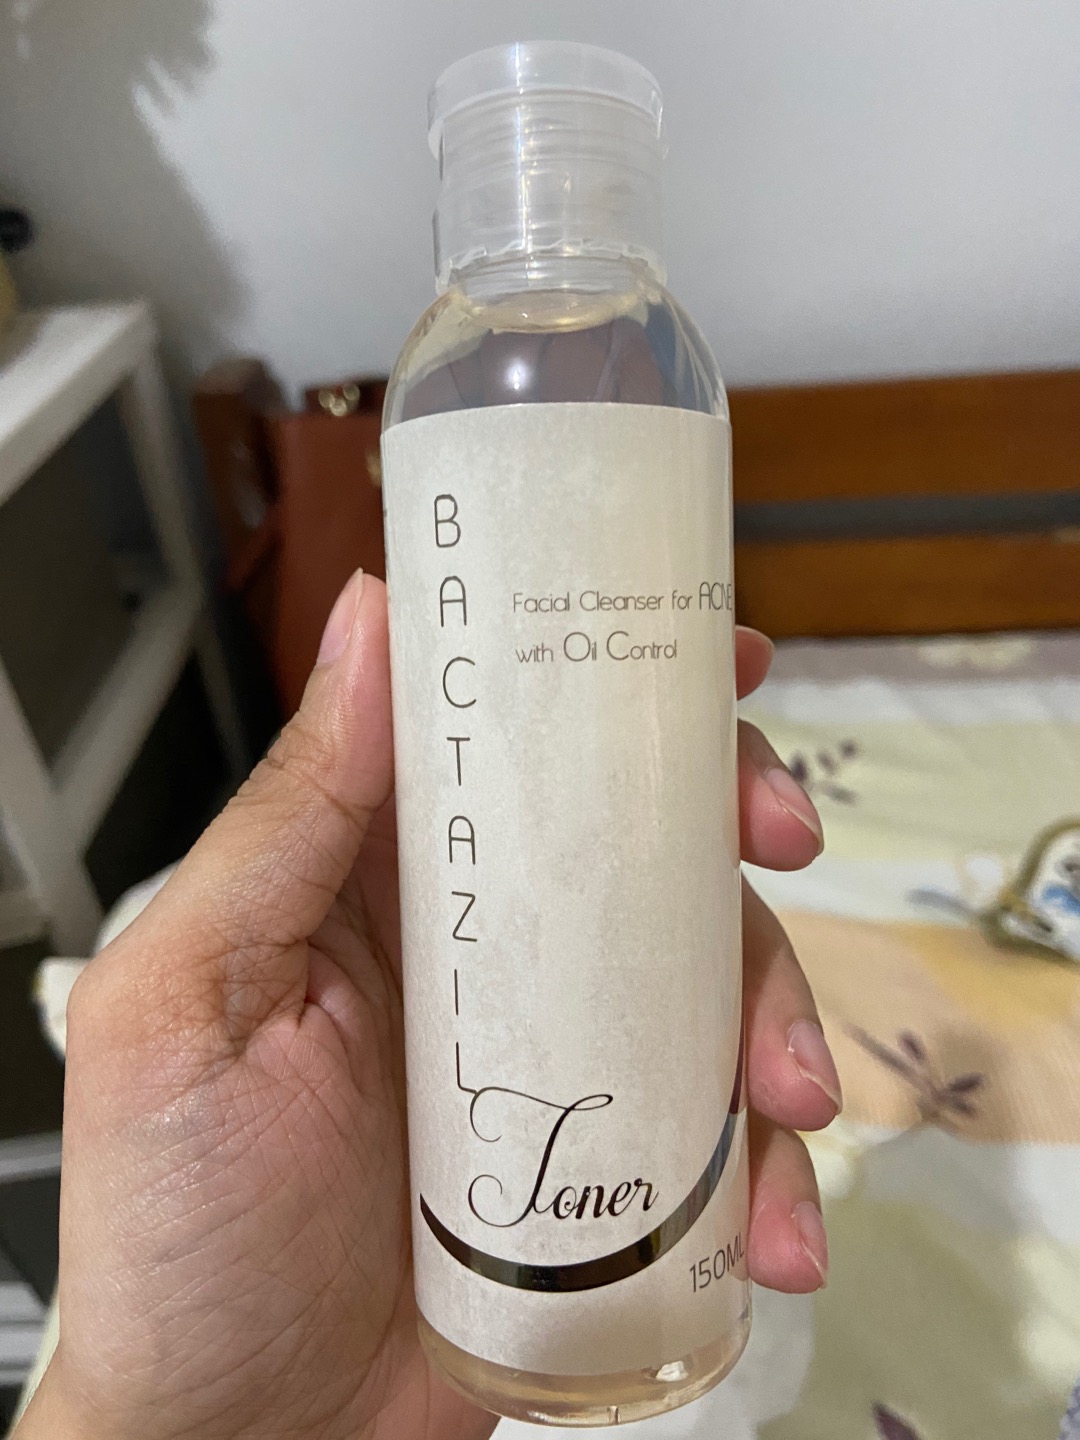 BACTAZIL
Facial Cleanser for ACNE
with Oil Control
Toner
150ML